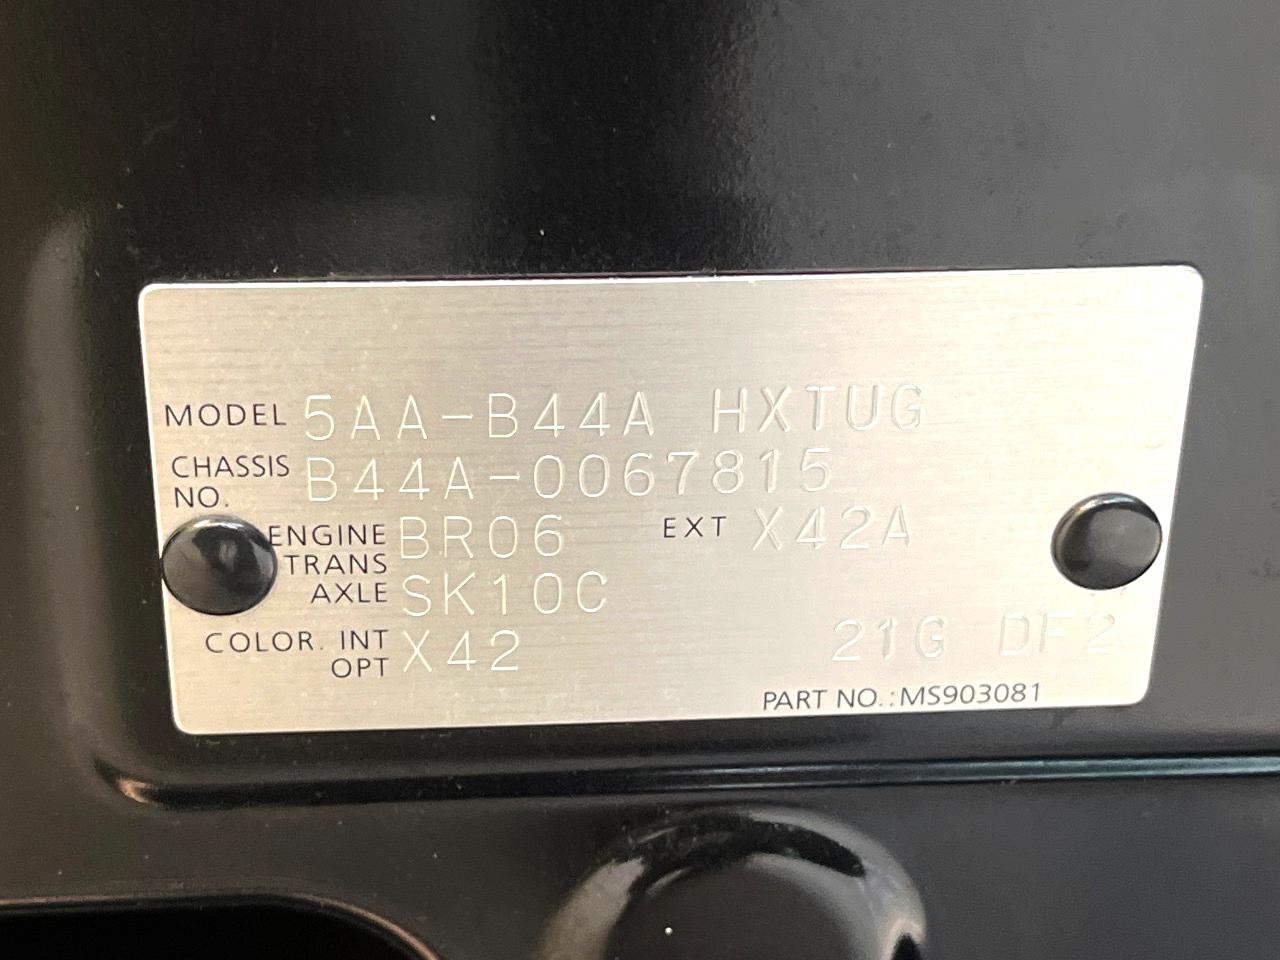 MODEL 5AA-B44A HXTUG
CHASSIS NO. B44A-0067815
ENGINE BR06 EXT X42A
TRANS AXLE SK10C
COLOR. INT OPT X42 21G DF2
PART NO.:MS903081